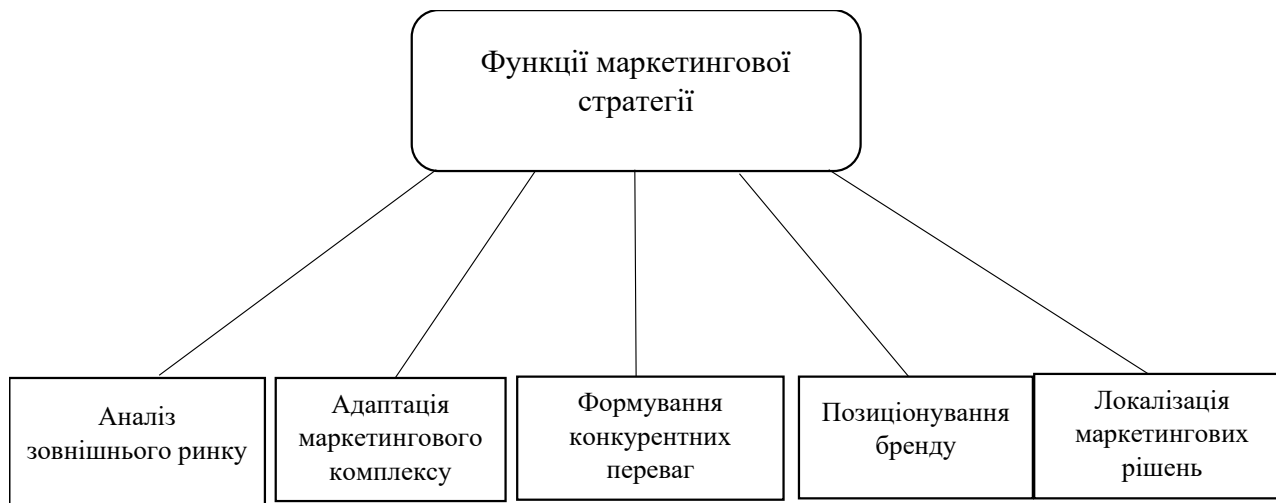 Функції маркетингової
стратегії
Аналіз
зовнішнього ринку
Адаптація
маркетингового
комплексу
Формування
конкурентних
переваг
Позиціонування
бренду
Локалізація
маркетингових
рішень